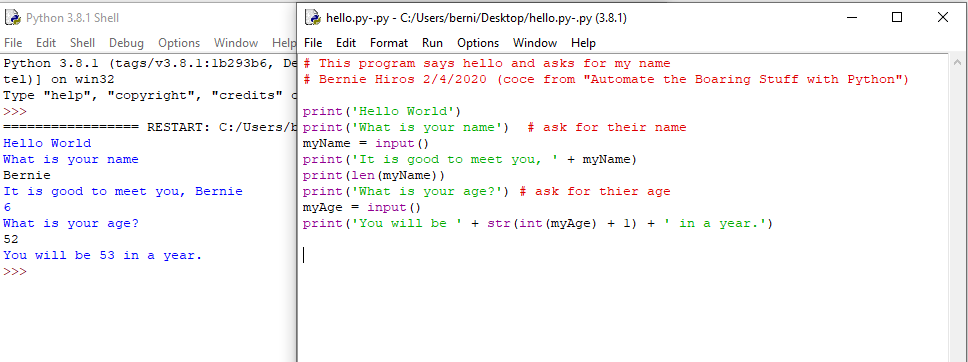 Python 3.8.1 Shell
File Edit Shell Debug Options Window Help
Python 3.8.1 (tags/v3.8.1:1b293b6, De
tel)] on win32
Type "help", "copyright", "credits"
>>>
================= RESTART: C:/Users/b
Hello World
What is your name
Bernie
It is good to meet you, Bernie
6
What is your age?
52
You will be 53 in a year.
>>>
hello.py-.py - C:/Users/berni/Desktop/hello.py-.py (3.8.1)
File Edit Format Run Options Window Help
# This program says hello and asks for my name
# Bernie Hiros 2/4/2020 (coce from "Automate the Boaring Stuff with Python")
print('Hello World')
print('What is your name')  # ask for their name
myName = input()
print('It is good to meet you, ' + myName)
print(len(myName))
print('What is your age?') # ask for thier age
myAge = input()
print('You will be ' + str(int(myAge) + 1) + ' in a year.')